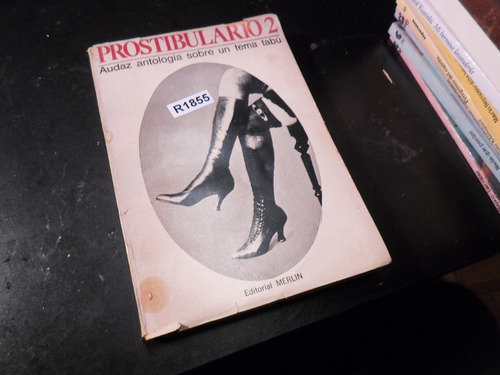 PROSTIBULARIO 2
Audaz antología sobre un tema tabú
R1855
Editorial MERLIN